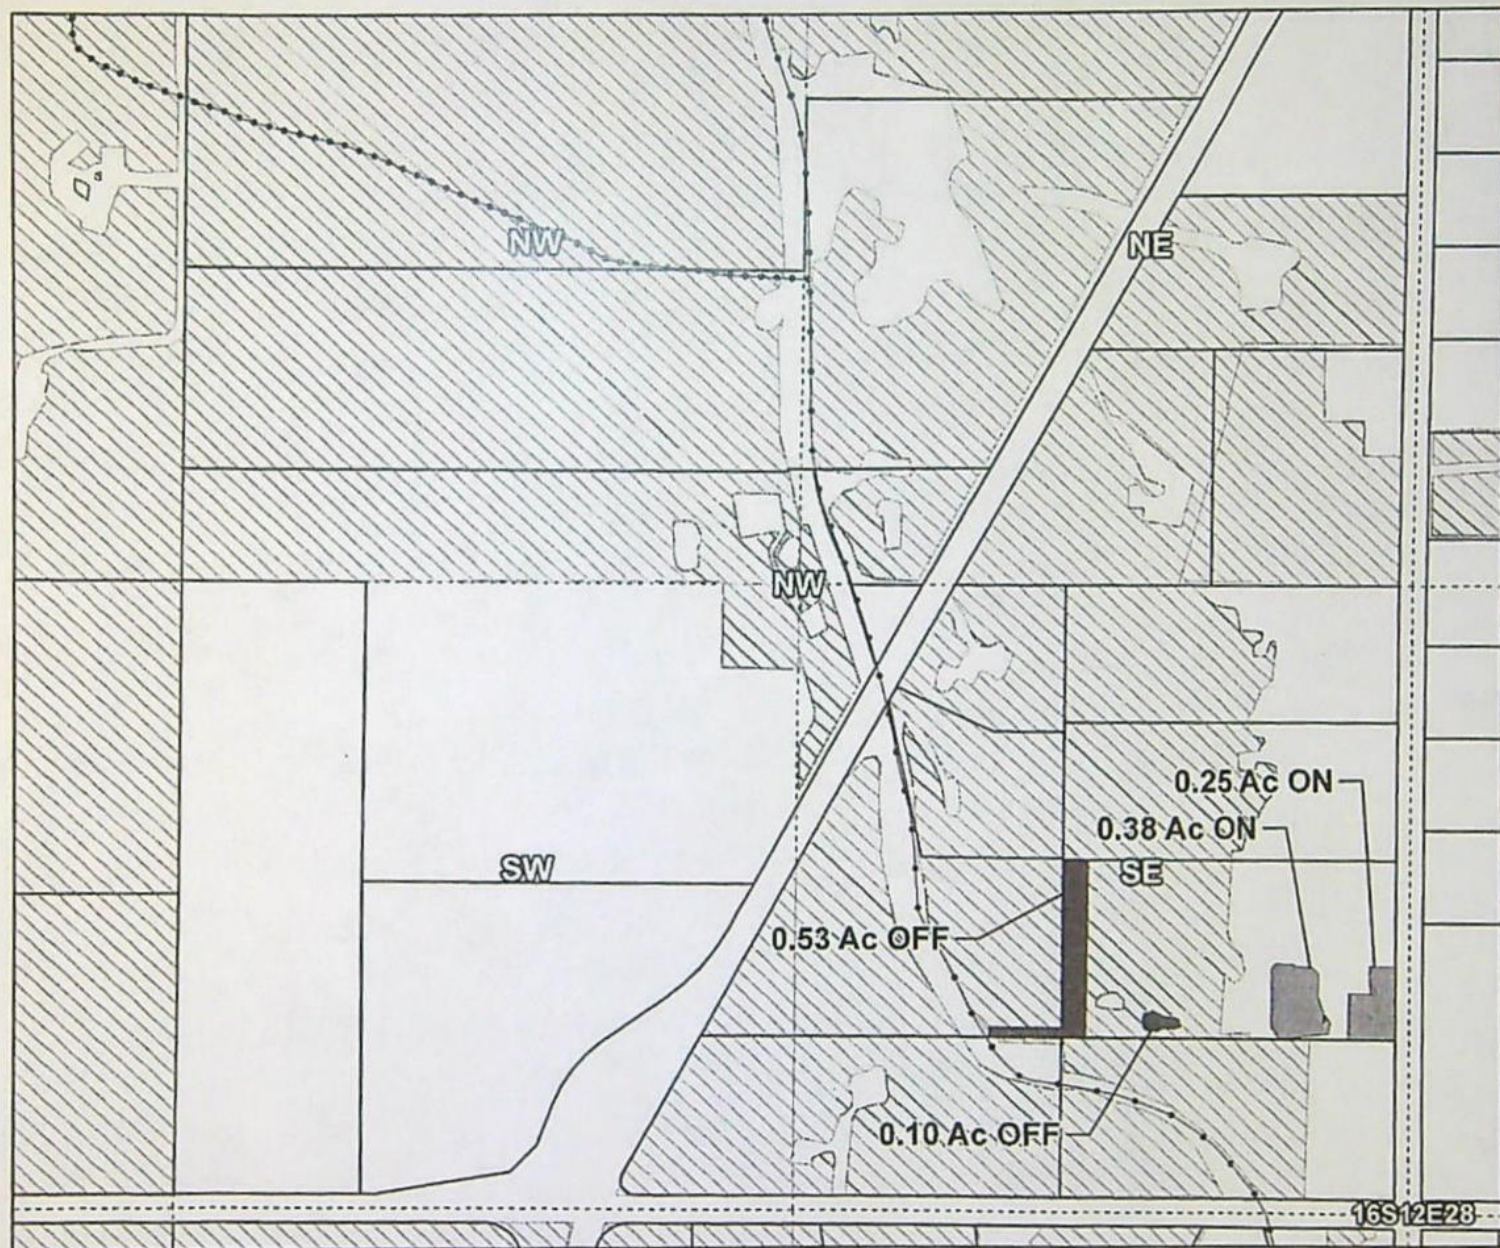 NW
NE
NW
0.25 Ac ON
0.38 Ac ON
SW
SE
0.53 Ac OFF
0.10 Ac OFF
16S12E28